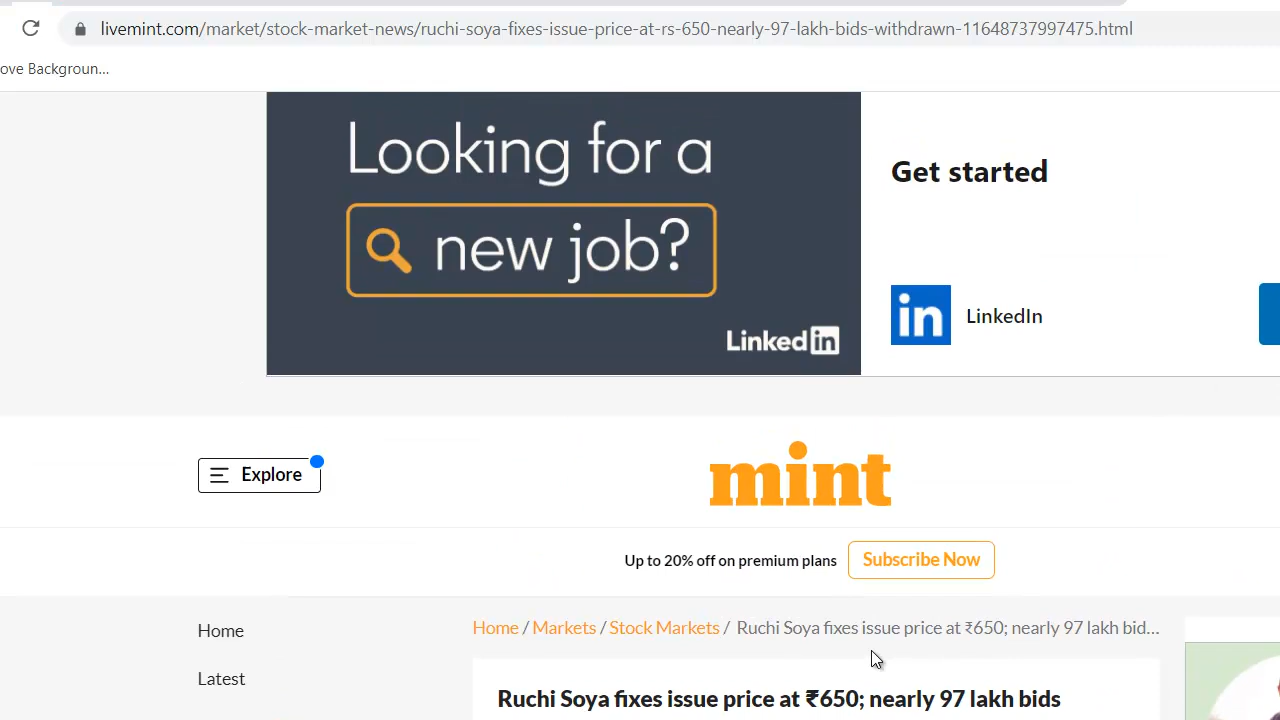 livemint.com/market/stock-market-news/ruchi-soya-fixes-issue-price-at-rs-650-nearly-97-lakh-bids-withdrawn-11648737997475.html
ove Backgroun...
Looking for a
new job?
Linkedin
Get started
in LinkedIn
Explore
mint
Up to 20% off on premium plans Subscribe Now
Home / Markets / Stock Markets / Ruchi Soya fixes issue price at ₹650; nearly 97 lakh bid...
Home
Latest
Ruchi Soya fixes issue price at ₹650; nearly 97 lakh bids